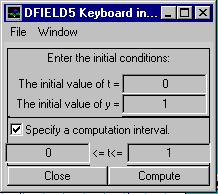 DFIELD5 Keyboard in...
File Window
Enter the initial conditions:
The initial value of t = 0
The initial value of y = 1
Specify a computation interval.
0 <= t<= 1
Close Compute